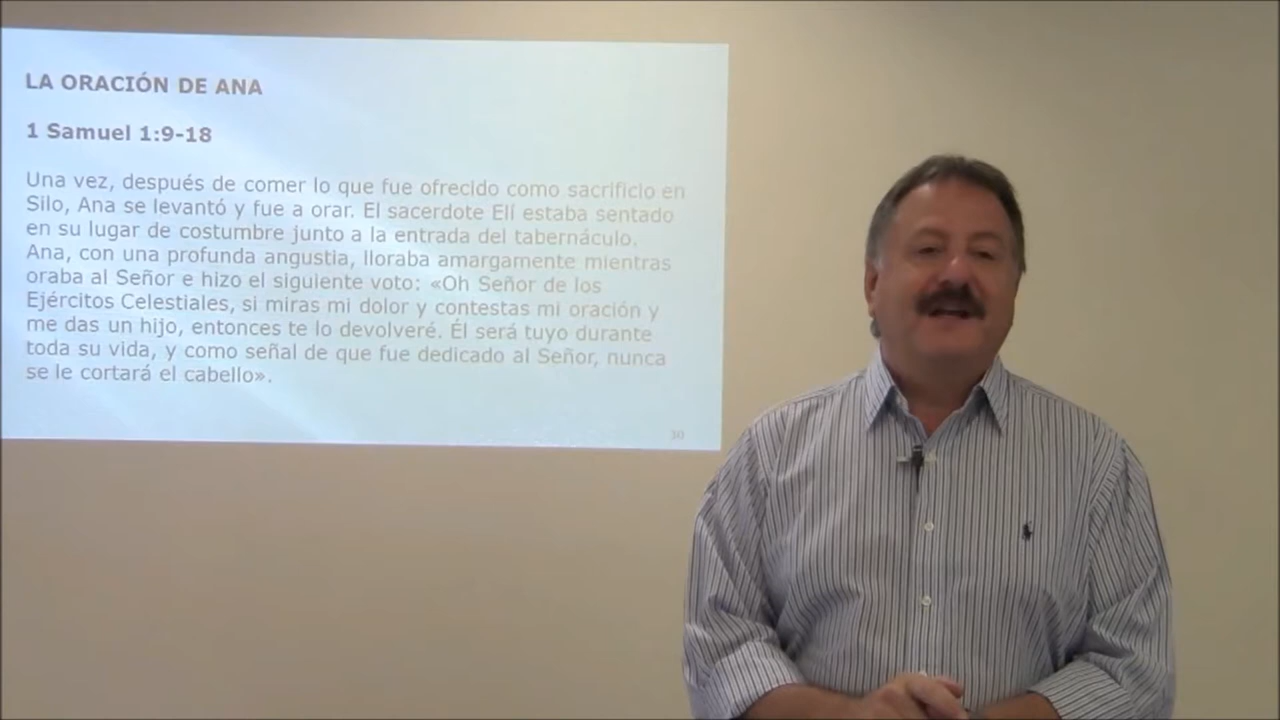 LA ORACIÓN DE ANA
1 Samuel 1:9-18
Una vez, después de comer lo que fue ofrecido como sacrificio en
Silo, Ana se levantó y fue a orar. El sacerdote Elí estaba sentado
en su lugar de costumbre junto a la entrada del tabernáculo.
Ana, con una profunda angustia, lloraba amargamente mientras
oraba al Señor e hizo el siguiente voto: «Oh Señor de los
Ejércitos Celestiales, si miras mi dolor y contestas mi oración y
me das un hijo, entonces te lo devolveré. Él será tuyo durante
toda su vida, y como señal de que fue dedicado al Señor, nunca
se le cortará el cabello».
10